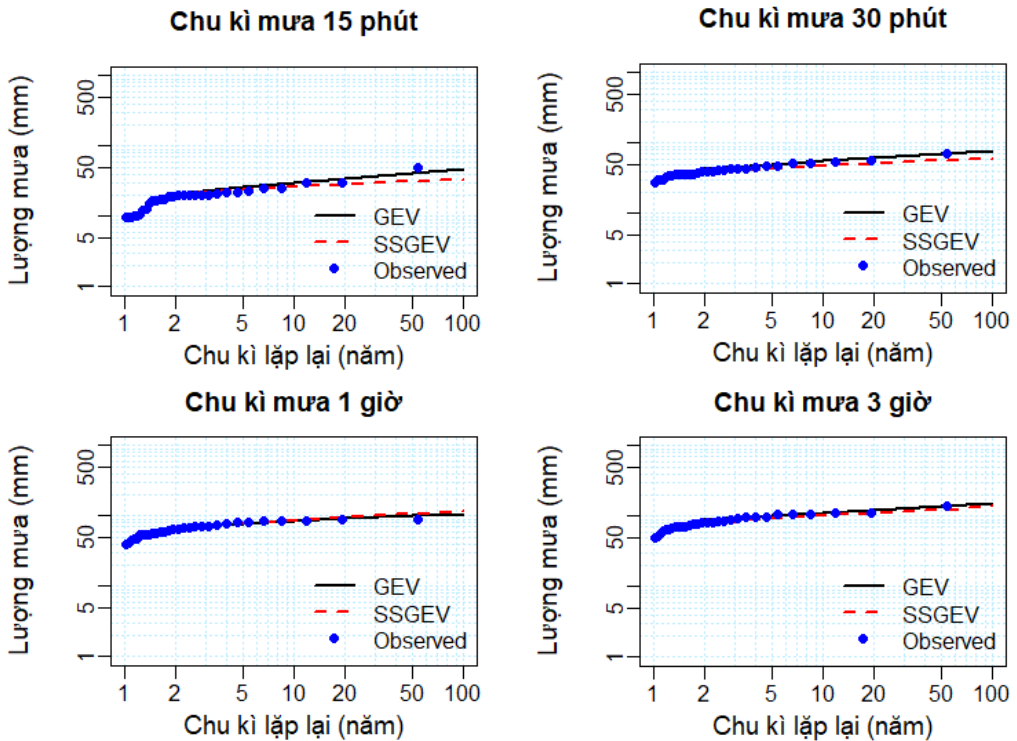 Chu kì mưa 15 phút
Lượng mưa (mm)
500
50
5
1
GEV
SSGEV
Observed
1 2 5 10 20 50 100
Chu kì lặp lại (năm)
Chu kì mưa 30 phút
Lượng mưa (mm)
500
50
5
1
GEV
SSGEV
Observed
1 2 5 10 20 50 100
Chu kì lặp lại (năm)
Chu kì mưa 1 giờ
Lượng mưa (mm)
500
50
5
1
GEV
SSGEV
Observed
1 2 5 10 20 50 100
Chu kì lặp lại (năm)
Chu kì mưa 3 giờ
Lượng mưa (mm)
500
50
5
1
GEV
SSGEV
Observed
1 2 5 10 20 50 100
Chu kì lặp lại (năm)